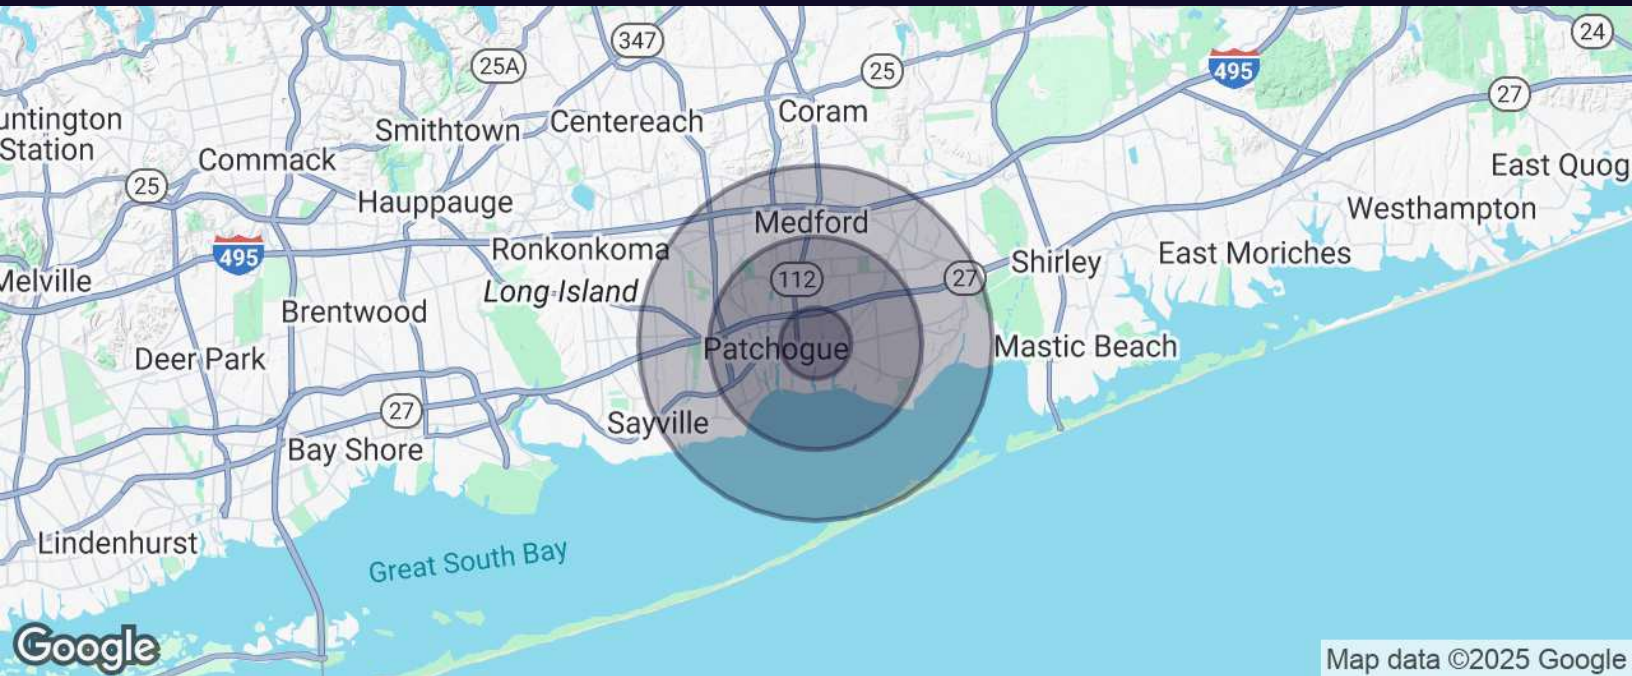 347
24
25A
25
495
27
Coram
untington
Station
Smithtown
Centereach
Commack
25
East Quog
Hauppauge
Westhampton
Medford
495
Ronkonkoma
East Moriches
Shirley
Melville
112
27
Long Island
Brentwood
Patchogue
Mastic Beach
Deer Park
27
Sayville
Bay Shore
Lindenhurst
Great South Bay
Google
Map data ©2025 Google